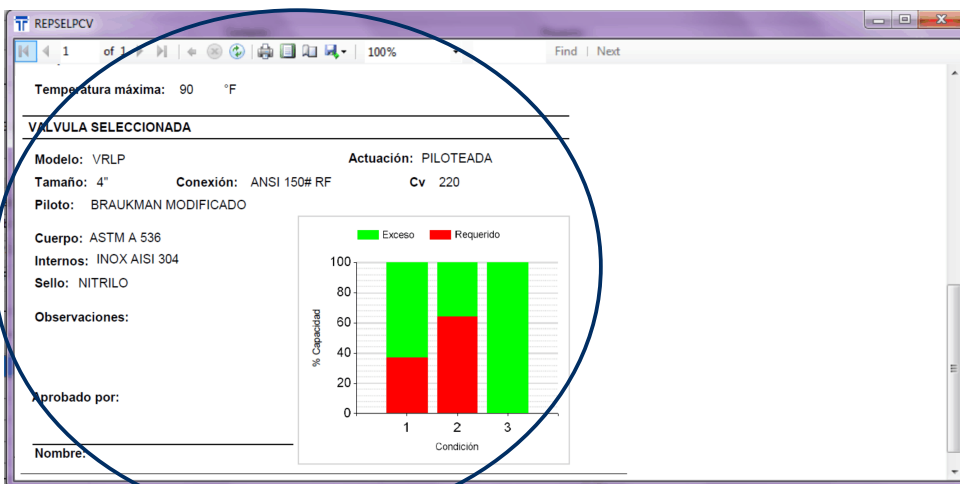 REPSELPCV
1 of 1 100% Find | Next
Temperatura máxima: 90 °F
VALVULA SELECCIONADA
Modelo: VRLP Actuación: PILOTEADA
Tamaño: 4" Conexión: ANSI 150# RF Cv 220
Piloto: BRAUKMAN MODIFICADO
Cuerpo: ASTM A 536
Internos: INOX AISI 304
Sello: NITRILO
Observaciones:
Aprobado por:
Nombre:
Exceso Requerido
100
80
60
40
20
0
% Capacidad
1 2 3
Condición